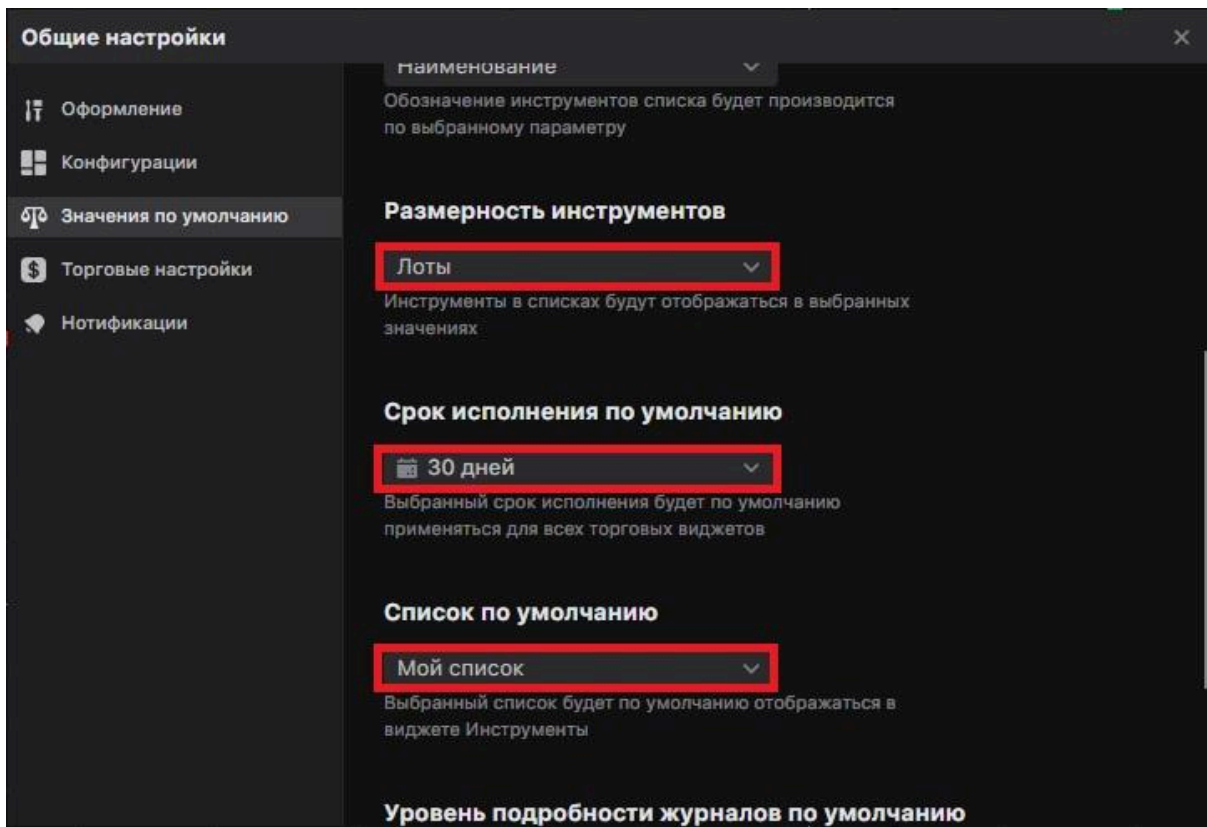 Общие настройки
Оформление
Конфигурации
Значения по умолчанию
Торговые настройки
Нотификации
Наименование
Обозначение инструментов списка будет производится
по выбранному параметру
Размерность инструментов
Лоты
Инструменты в списках будут отображаться в выбранных
значениях
Срок исполнения по умолчанию
30 дней
Выбранный срок исполнения будет по умолчанию
применяться для всех торговых виджетов
Список по умолчанию
Мой список
Выбранный список будет по умолчанию отображаться в
виджете Инструменты
Уровень подробности журналов по умолчанию